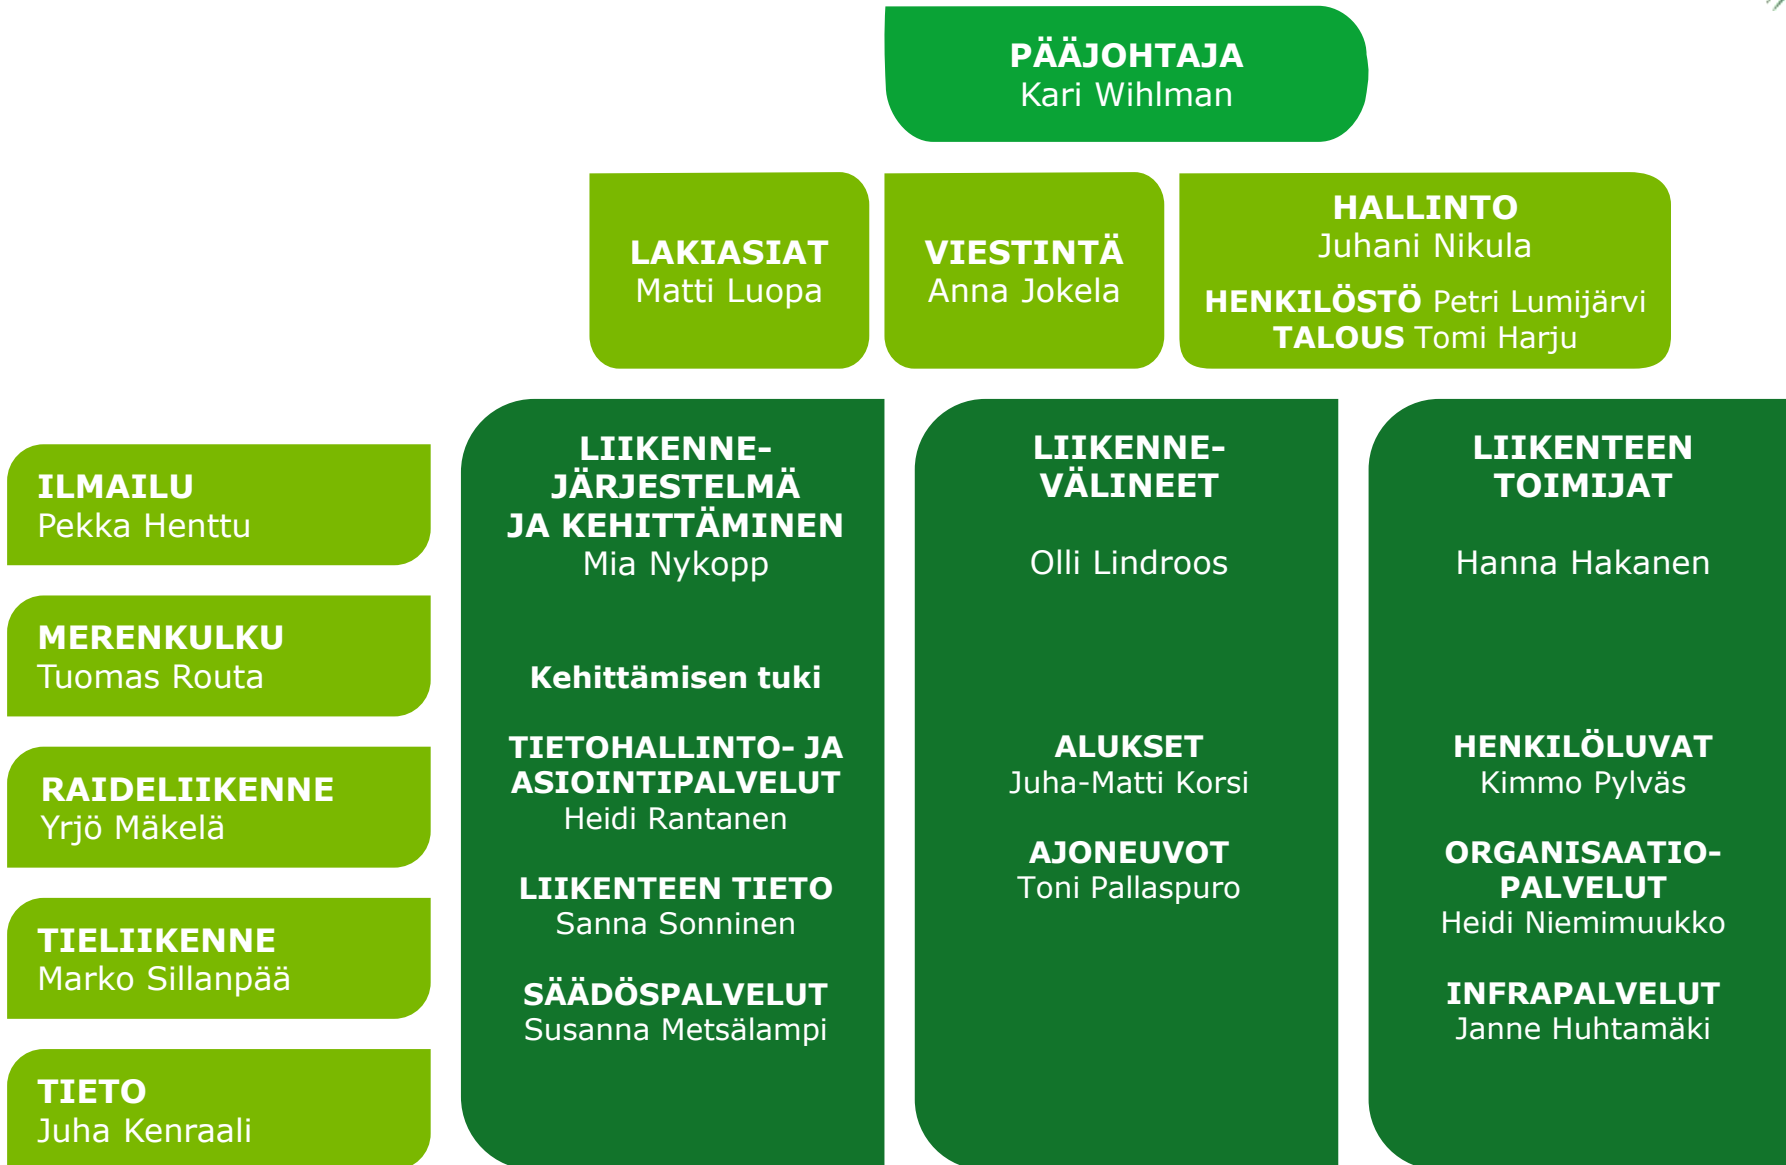 PÄÄJOHTAJA
Kari Wihlman
LAKIASIAT
Matti Luopa
VIESTINTÄ
Anna Jokela
HALLINTO
Juhani Nikula
HENKILÖSTÖ Petri Lumijärvi
TALOUS Tomi Harju
ILMAILU
Pekka Henttu
MERENKULKU
Tuomas Routa
RAIDELIIKENNE
Yrjö Mäkelä
TIELIIKENNE
Marko Sillanpää
TIETO
Juha Kenraali
LIIKENNE-
JÄRJESTELMÄ
JA KEHITTÄMINEN
Mia Nykopp
Kehittämisen tuki
TIETOHALLINTO- JA
ASIOINTIPALVELUT
Heidi Rantanen
LIIKENTEEN TIETO
Sanna Sonninen
SÄÄDÖSPALVELUT
Susanna Metsälampi
LIIKENNE-
VÄLINEET
Olli Lindroos
ALUKSET
Juha-Matti Korsi
AJONEUVOT
Toni Pallaspuro
LIIKENTEEN
TOIMIJAT
Hanna Hakanen
HENKILÖLUVAT
Kimmo Pylväs
ORGANISAATIO-
PALVELUT
Heidi Niemimuukko
INFRAPALVELUT
Janne Huhtamäki